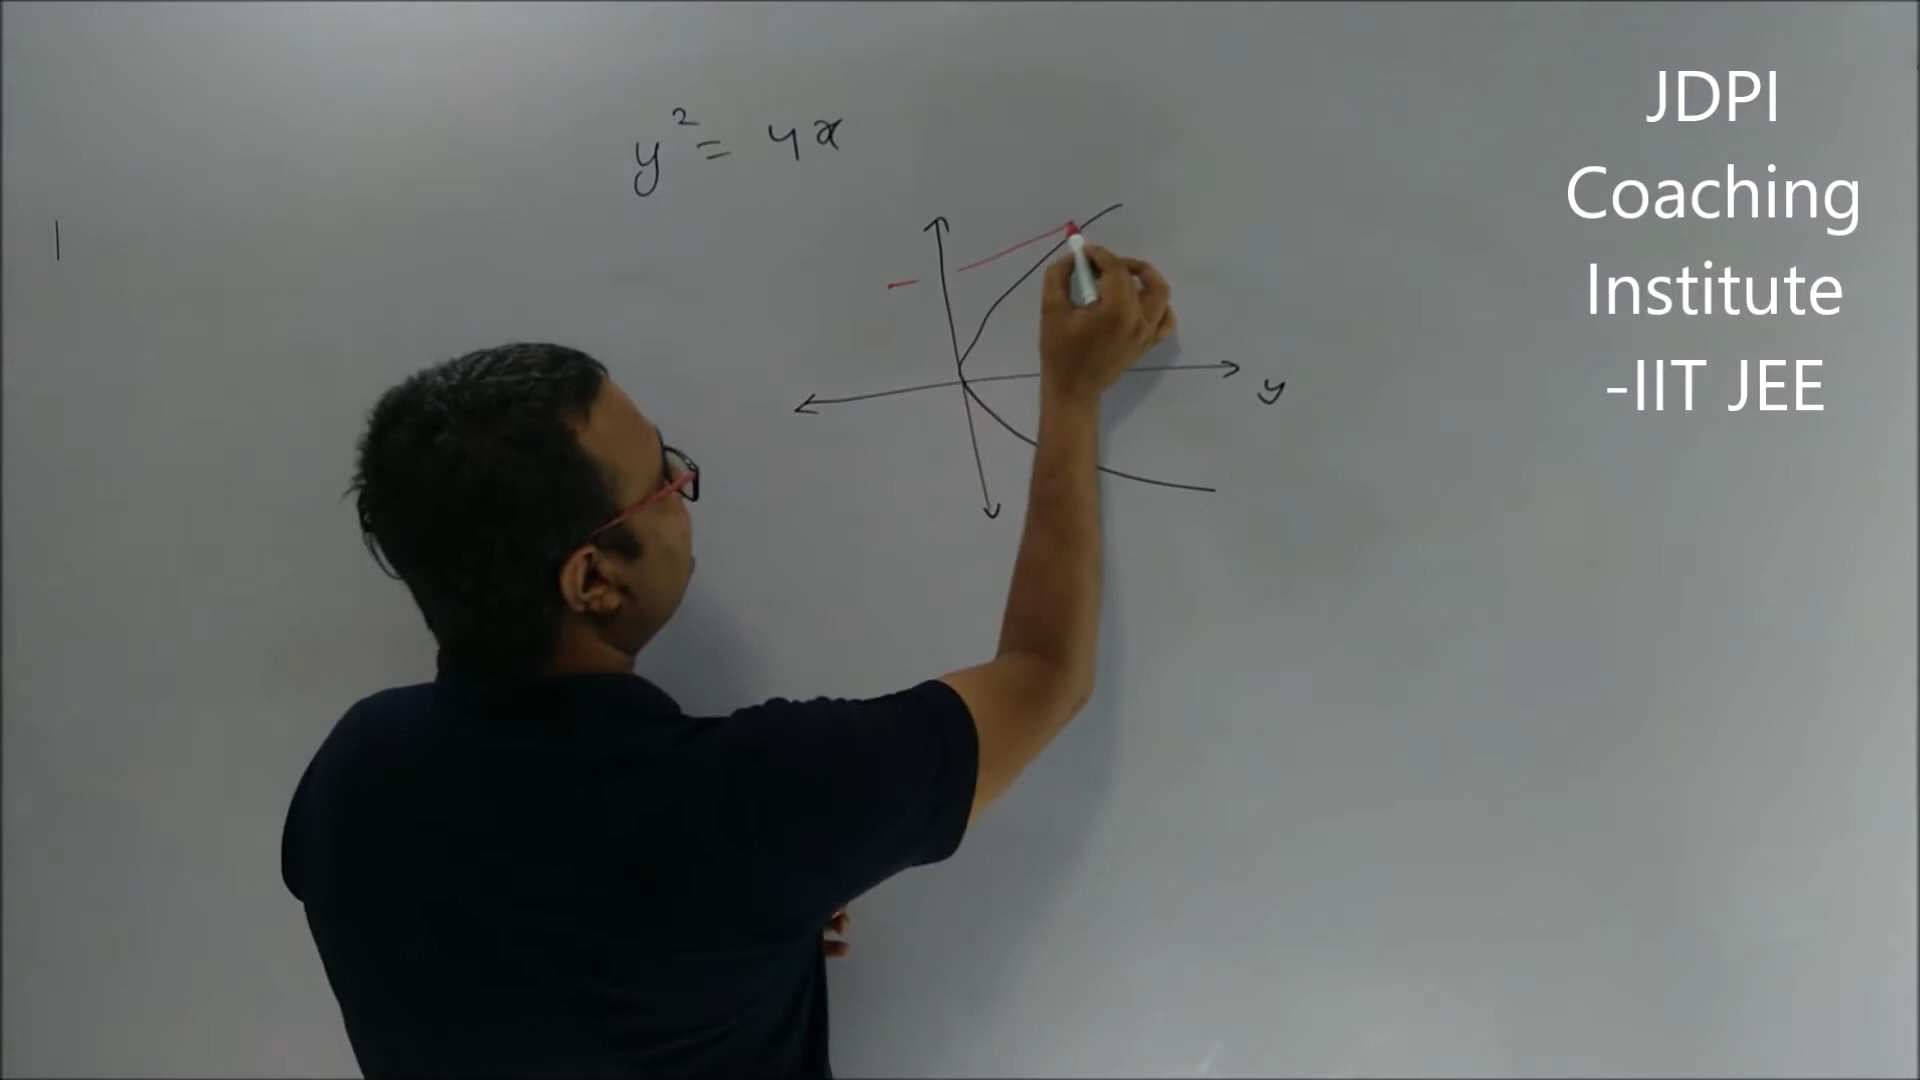 y² = 4x
y
JDPI
Coaching
Institute
-IIT JEE